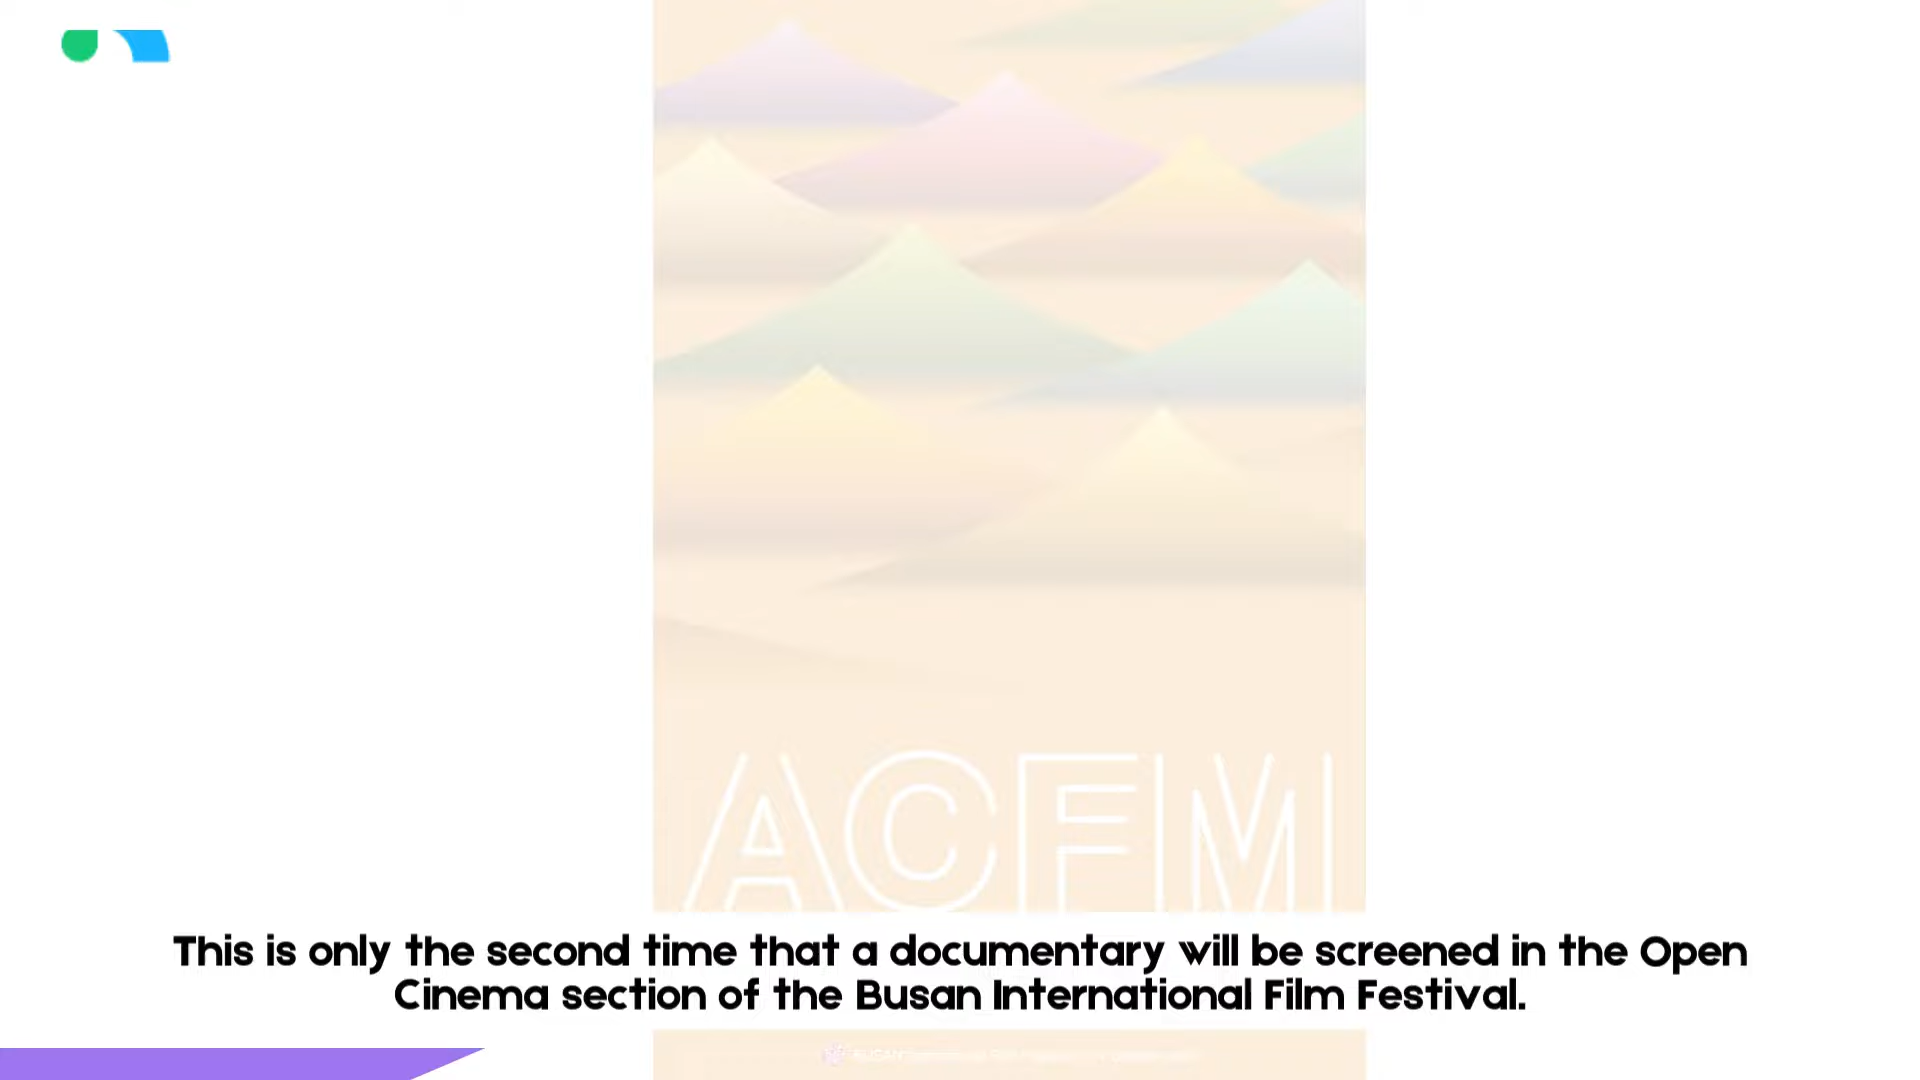 ACFM
This is only the second time that a documentary will be screened in the Open
Cinema section of the Busan International Film Festival.